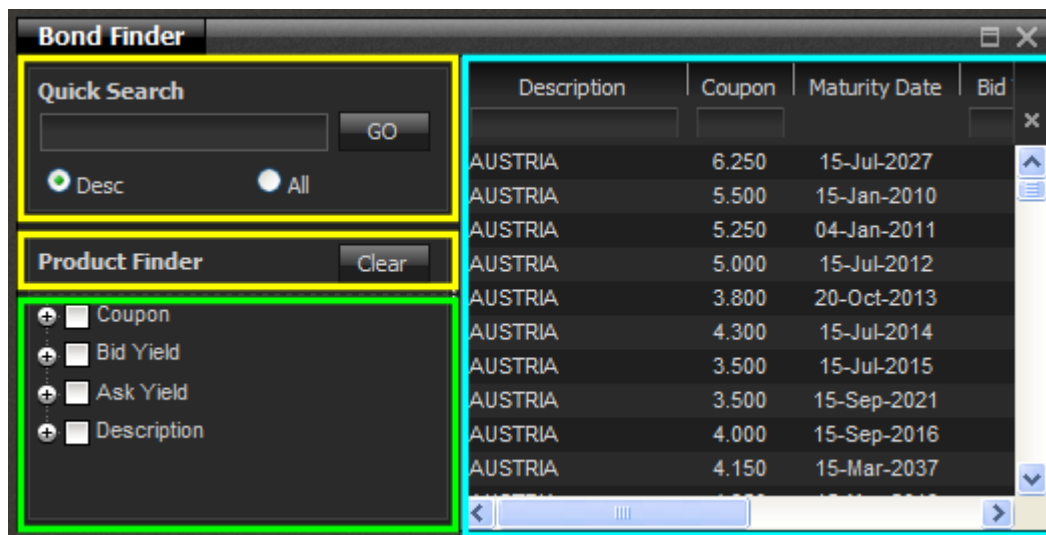 Bond Finder
Quick Search
GO
Desc All
Product Finder Clear
Coupon
Bid Yield
Ask Yield
Description
Description Coupon Maturity Date Bid
AUSTRIA 6.250 15-Jul-2027
AUSTRIA 5.500 15-Jan-2010
AUSTRIA 5.250 04-Jan-2011
AUSTRIA 5.000 15-Jul-2012
AUSTRIA 3.800 20-Oct-2013
AUSTRIA 4.300 15-Jul-2014
AUSTRIA 3.500 15-Jul-2015
AUSTRIA 3.500 15-Sep-2021
AUSTRIA 4.000 15-Sep-2016
AUSTRIA 4.150 15-Mar-2037